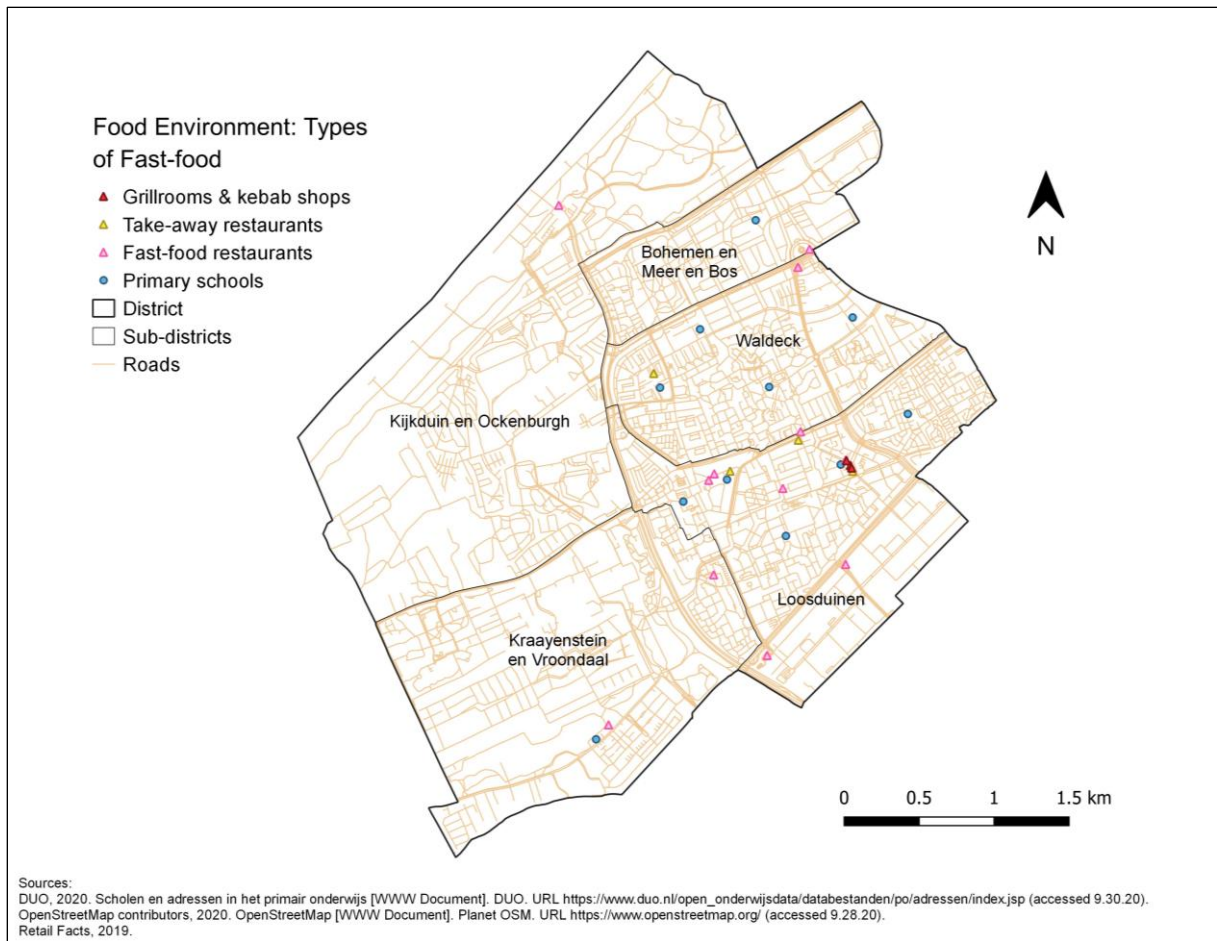 Food Environment: Types
of Fast-food
Grillrooms & kebab shops
Take-away restaurants
Fast-food restaurants
Primary schools
District
Sub-districts
Roads
N
Bohemen en
Meer en Bos
Waldeck
Kijkduin en Ockenburgh
Loosduinen
Kraayenstein
en Vroondaal
0 0.5 1 1.5 km
Sources:
DUO, 2020. Scholen en adressen in het primair onderwijs [WWW Document]. DUO. URL https://www.duo.nl/open_onderwijsdata/databestanden/po/adressen/index.jsp (accessed 9.30.20).
OpenStreetMap contributors, 2020. OpenStreetMap [WWW Document]. Planet OSM. URL https://www.openstreetmap.org/ (accessed 9.28.20).
Retail Facts, 2019.